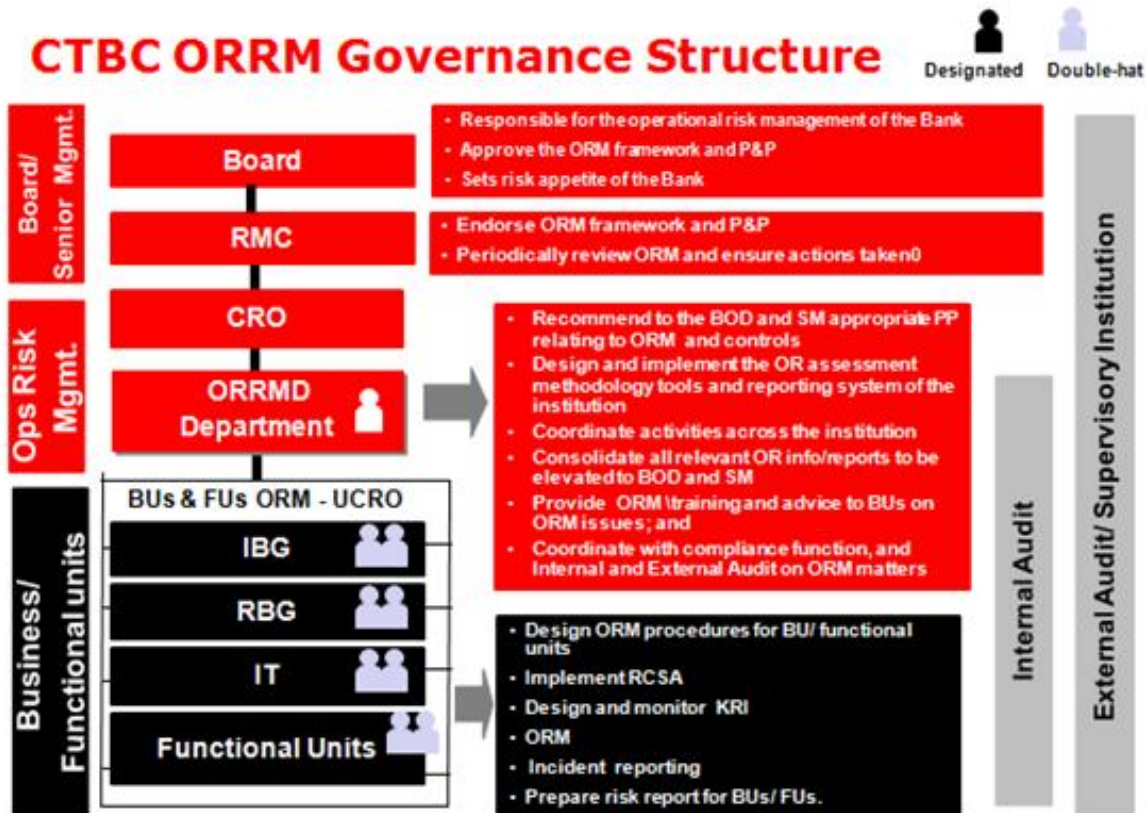 CTBC ORRM Governance Structure
Designated
Double-hat
Board/
Senior Mgmt.
Board
RMC
• Responsible for the operational risk management of the Bank
• Approve the ORM framework and P&P
• Sets risk appetite of the Bank
• Endorse ORM framework and P&P
• Periodically review ORM and ensure actions taken0
Ops Risk
Mgmt.
CRO
ORRMD
Department
• Recommend to the BOD and SM appropriate PP
relating to ORM and controls
• Design and implement the OR assessment
methodology tools and reporting system of the
institution
• Coordinate activities across the institution
• Consolidate all relevant OR info/reports to be
elevated to BOD and SM
• Provide ORM \training and advice to BUs on
ORM issues; and
• Coordinate with compliance function, and
Internal and External Audit on ORM matters
Business/
Functional units
BUs & FUs ORM - UCRO
IBG
RBG
IT
Functional Units
• Design ORM procedures for BU/ functional
units
• Implement RCSA
• Design and monitor KRI
• ORM
• Incident reporting
• Prepare risk report for BUs/ FUs.
Internal Audit
External Audit/ Supervisory Institution